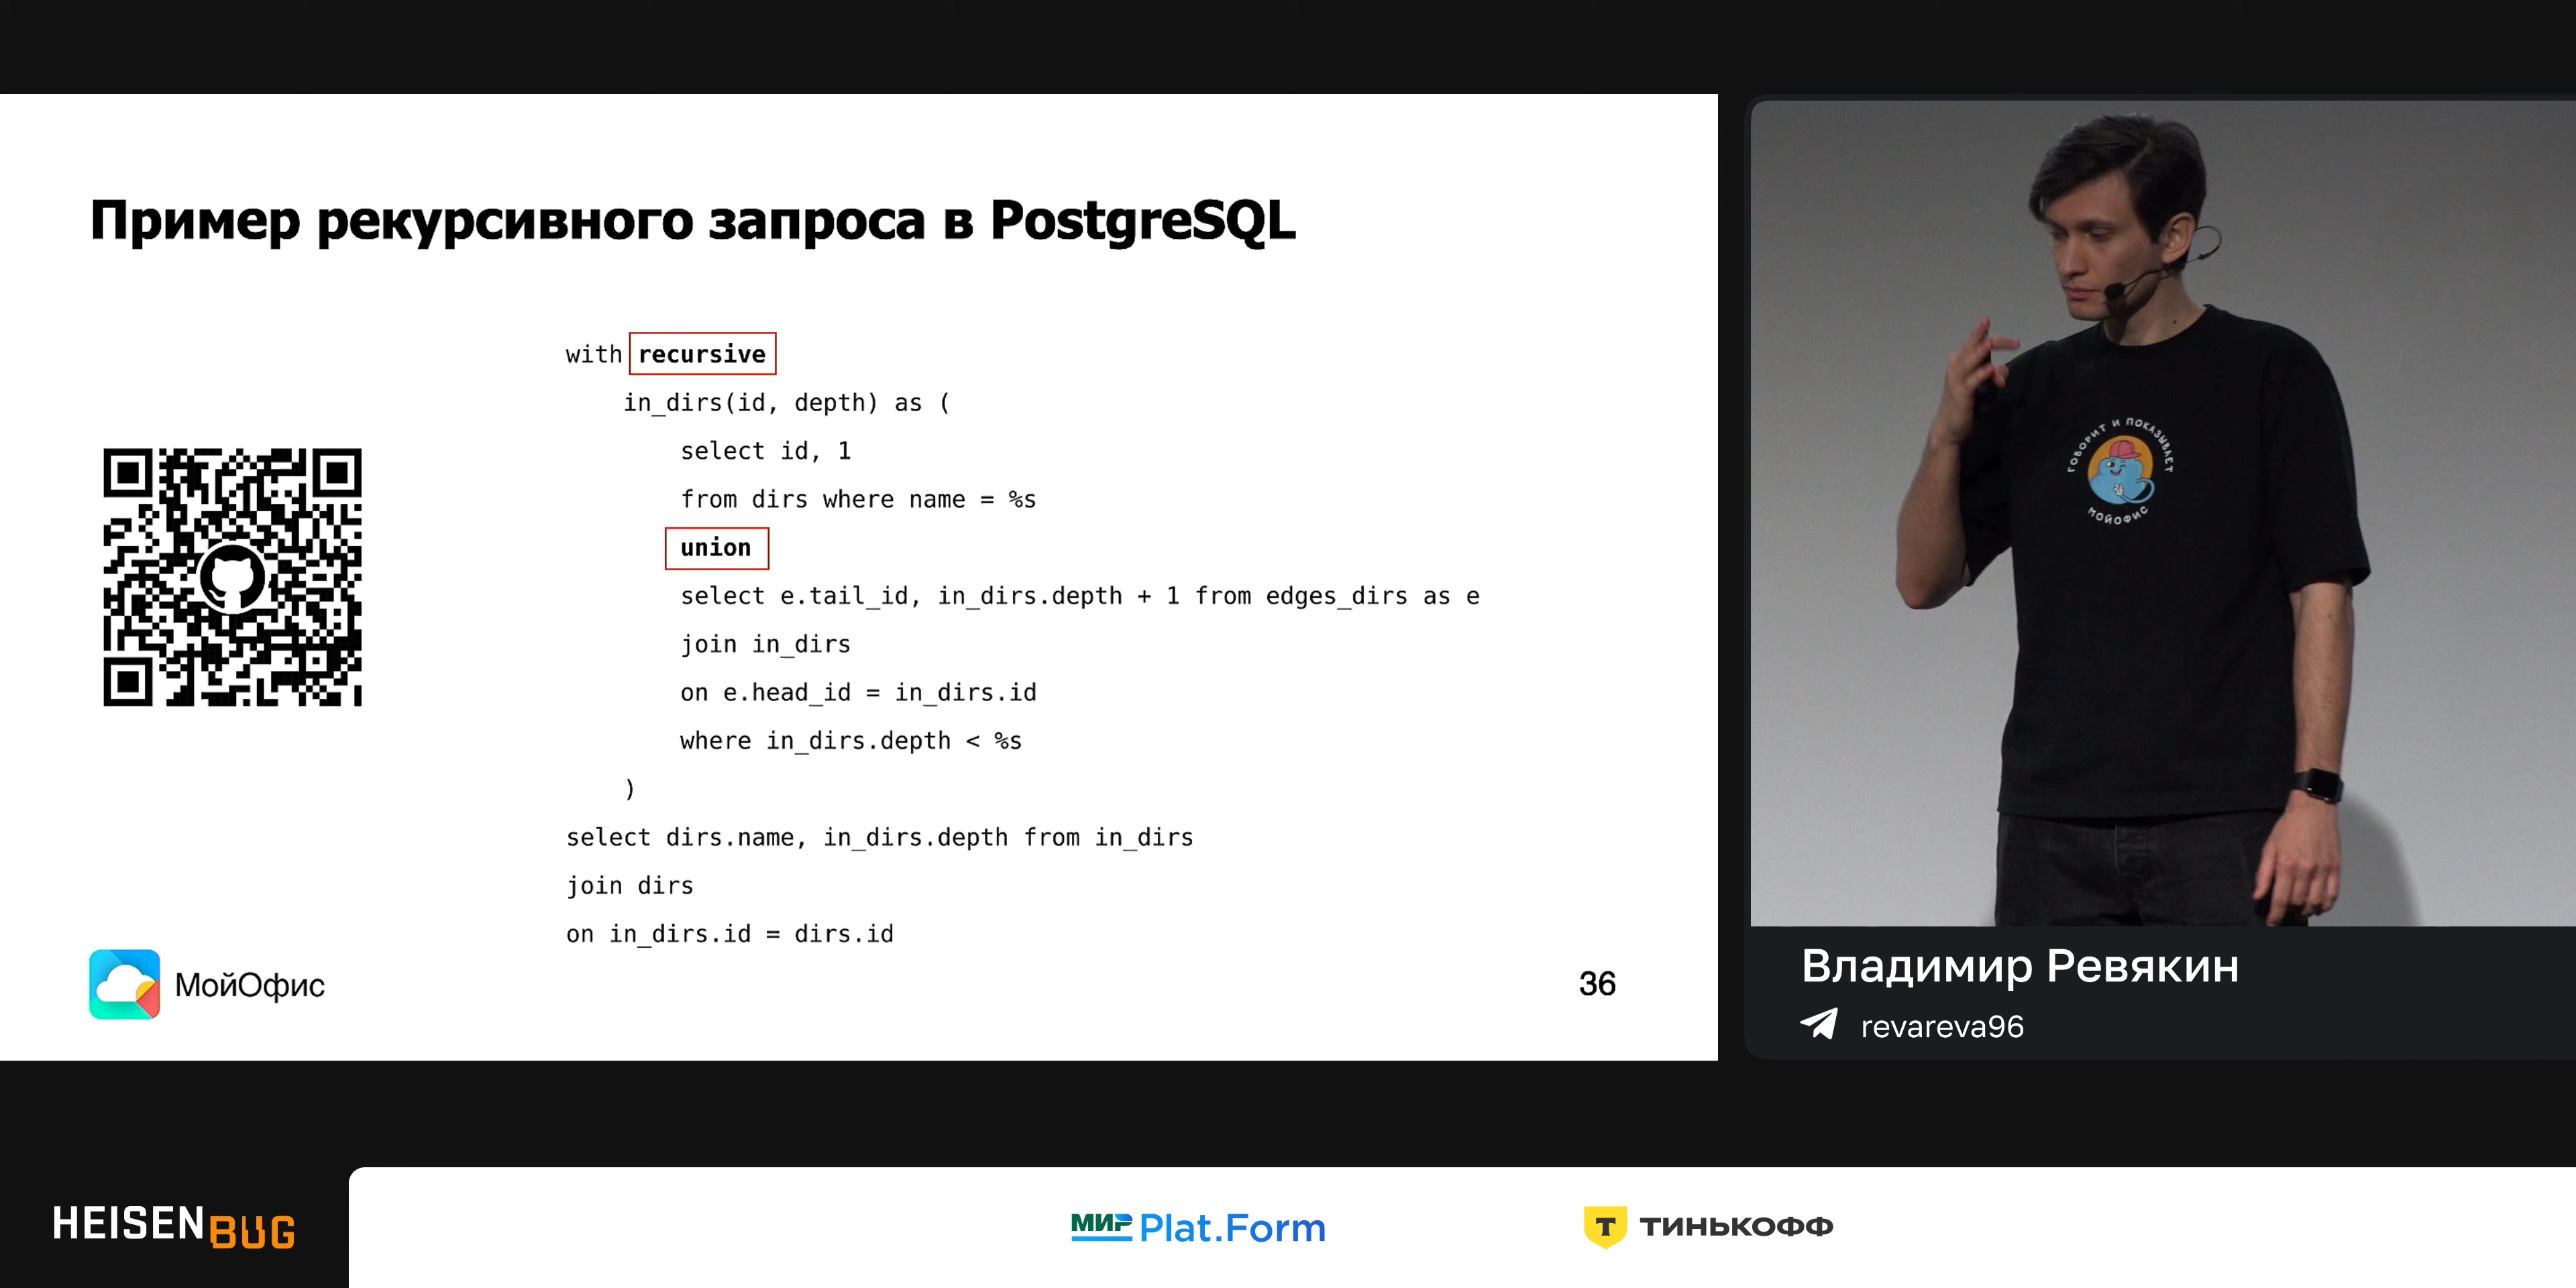 Пример рекурсивного запроса в PostgreSQL
with recursive
in_dirs(id, depth) as (
select id, 1
from dirs where name = %s
union
select e.tail_id, in_dirs.depth + 1 from edges_dirs as e
join in_dirs
on e.head_id = in_dirs.id
where in_dirs.depth < %s
)
select dirs.name, in_dirs.depth from in_dirs
join dirs
on in_dirs.id = dirs.id
МойОфис
36
ГОВОРИТ И ПОКАЗЫВАЕТ
МОЙОФИС
Владимир Ревякин
revareva96
HEISENBUG
МИР Plat.Form
Т ТИНЬКОФФ